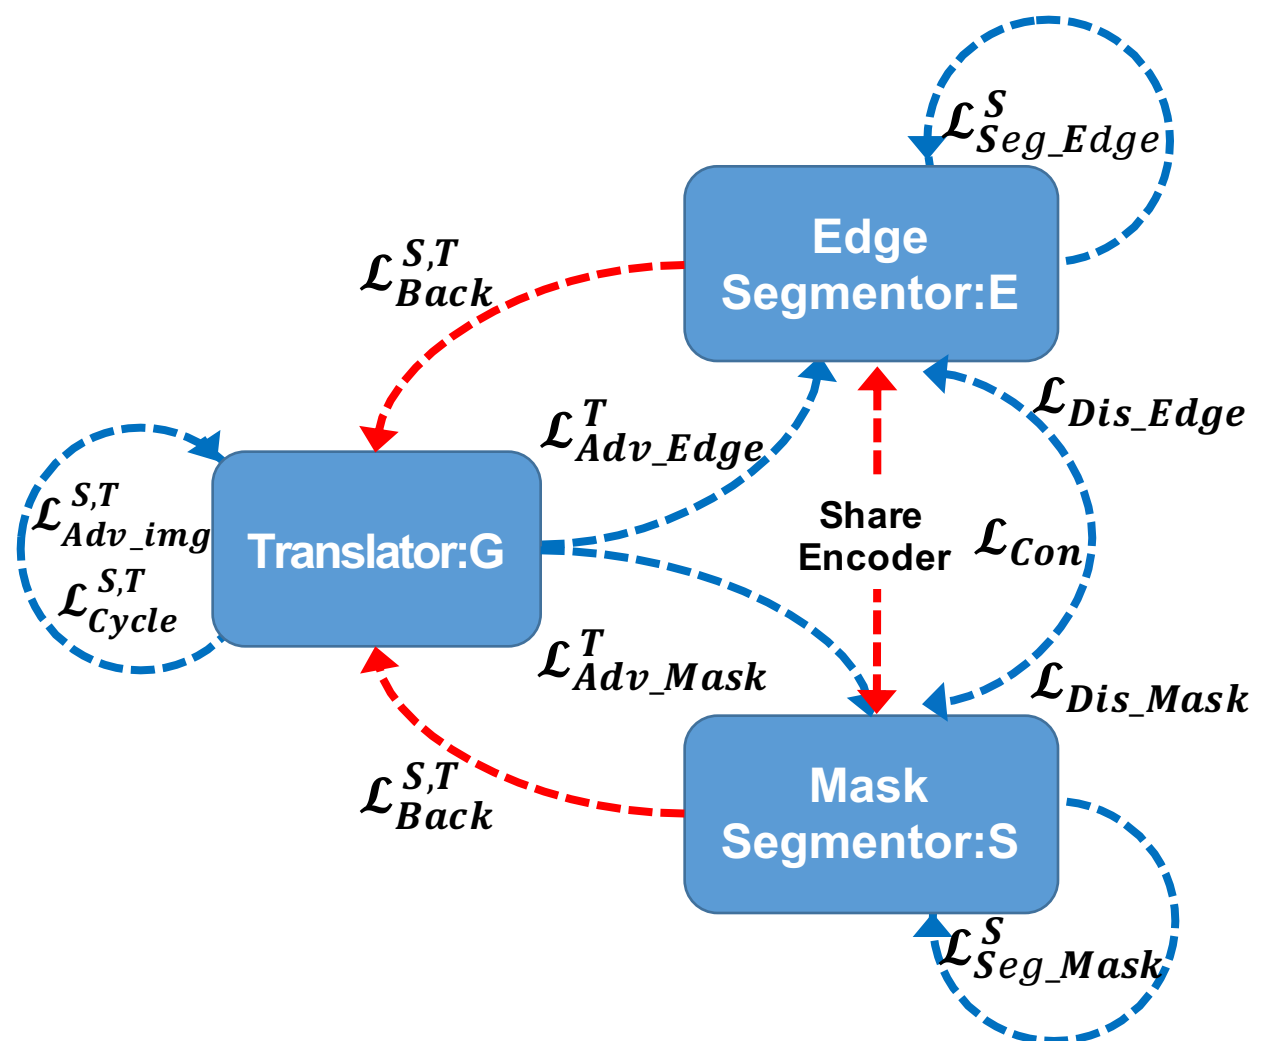 ℒ^S_Seg_Edge
Edge
Segmentor:E
ℒ^S,T_Back
ℒ_Dis_Edge
ℒ^T_Adv_Edge
ℒ^S,T_Adv_img
Translator:G
Share
Encoder
ℒ_Con
ℒ^S,T_Cycle
ℒ^T_Adv_Mask
ℒ_Dis_Mask
ℒ^S,T_Back
Mask
Segmentor:S
ℒ^S_Seg_Mask